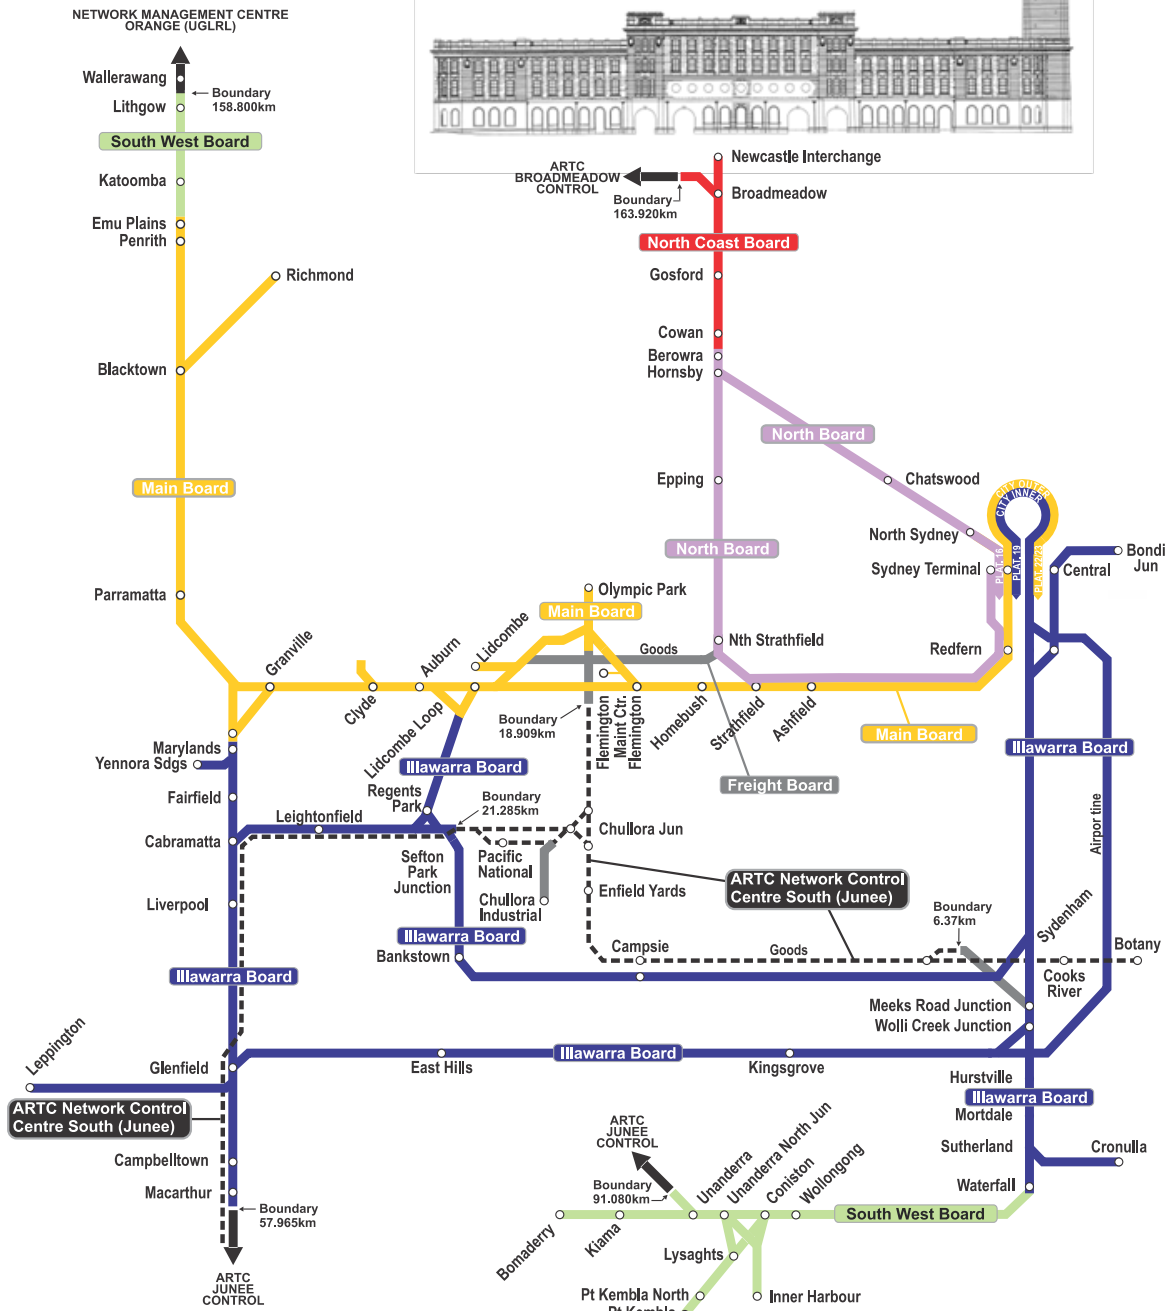 NETWORK MANAGEMENT CENTRE
ORANGE (UGLRL)
Wallerawang
Boundary
158.800km
Lithgow
South West Board
Katoomba
Emu Plains
Penrith
Richmond
Blacktown
Main Board
Parramatta
Newcastle Interchange
ARTC
BROADMEADOW
CONTROL
Boundary
163.920km
Broadmeadow
North Coast Board
Gosford
Cowan
Berowra
Hornsby
North Board
Epping
Chatswood
North Sydney
North Board
CITY OUTER
CITY INNER
PLAT. 16
PLAT. 19
PLAT. 22/23
Sydney Terminal
Central
Bondi
Jun
Olympic Park
Main Board
Goods
Nth Strathfield
Redfern
Granville
Clyde
Auburn
Lidcombe
Lidcombe Loop
Boundary
18.909km
Flemington
Maint Ctr.
Flemington
Homebush
Strathfield
Ashfield
Main Board
Freight Board
Marylands
Yennora Sdgs
Fairfield
Cabramatta
Liverpool
Illawarra Board
Illawarra Board
Regents
Park
Leightonfield
Boundary
21.285km
Sefton
Park
Junction
Pacific
National
Chullora
Industrial
Chullora Jun
Enfield Yards
ARTC Network Control
Centre South (Junee)
Illawarra Board
Airpor tine
Illawarra Board
Bankstown
Campsie
Goods
Boundary
6.37km
Sydenham
Botany
Cooks
River
Meeks Road Junction
Wolli Creek Junction
Illawarra Board
Leppington
Glenfield
East Hills
Illawarra Board
Kingsgrove
ARTC Network Control
Centre South (Junee)
Hurstville
Illawarra Board
Mortdale
Sutherland
Cronulla
Waterfall
Campbelltown
Macarthur
Boundary
57.965km
ARTC
JUNEE
CONTROL
ARTC
JUNEE
CONTROL
Boundary
91.080km
Unanderra
Unanderra North Jun
Coniston
Wollongong
South West Board
Bomaderry
Kiama
Lysaghts
Pt Kembla North
Inner Harbour
Pt Kembla